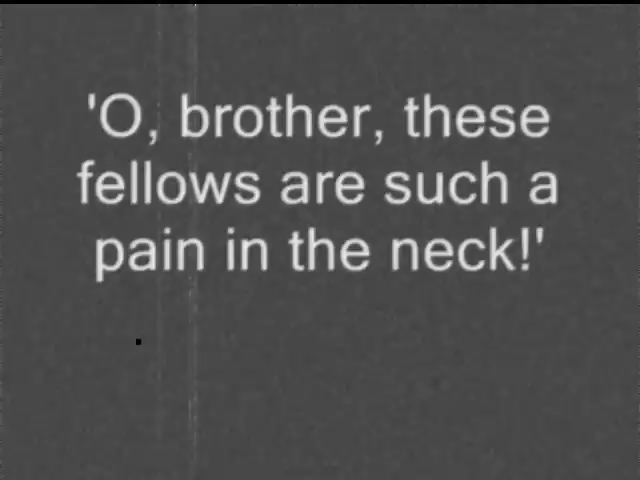 'O, brother, these
fellows are such a
pain in the neck!'